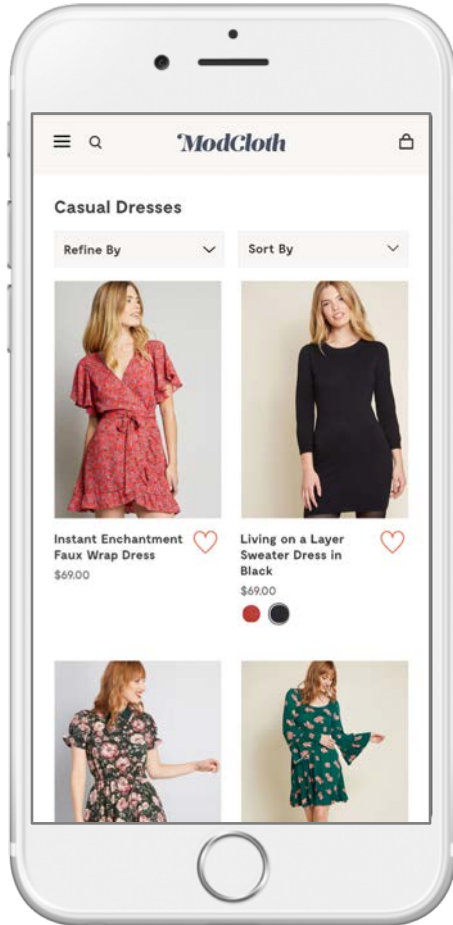 ModCloth
Casual Dresses
Refine By
Sort By
Instant Enchantment
Faux Wrap Dress
$69.00
Living on a Layer
Sweater Dress in
Black
$69.00